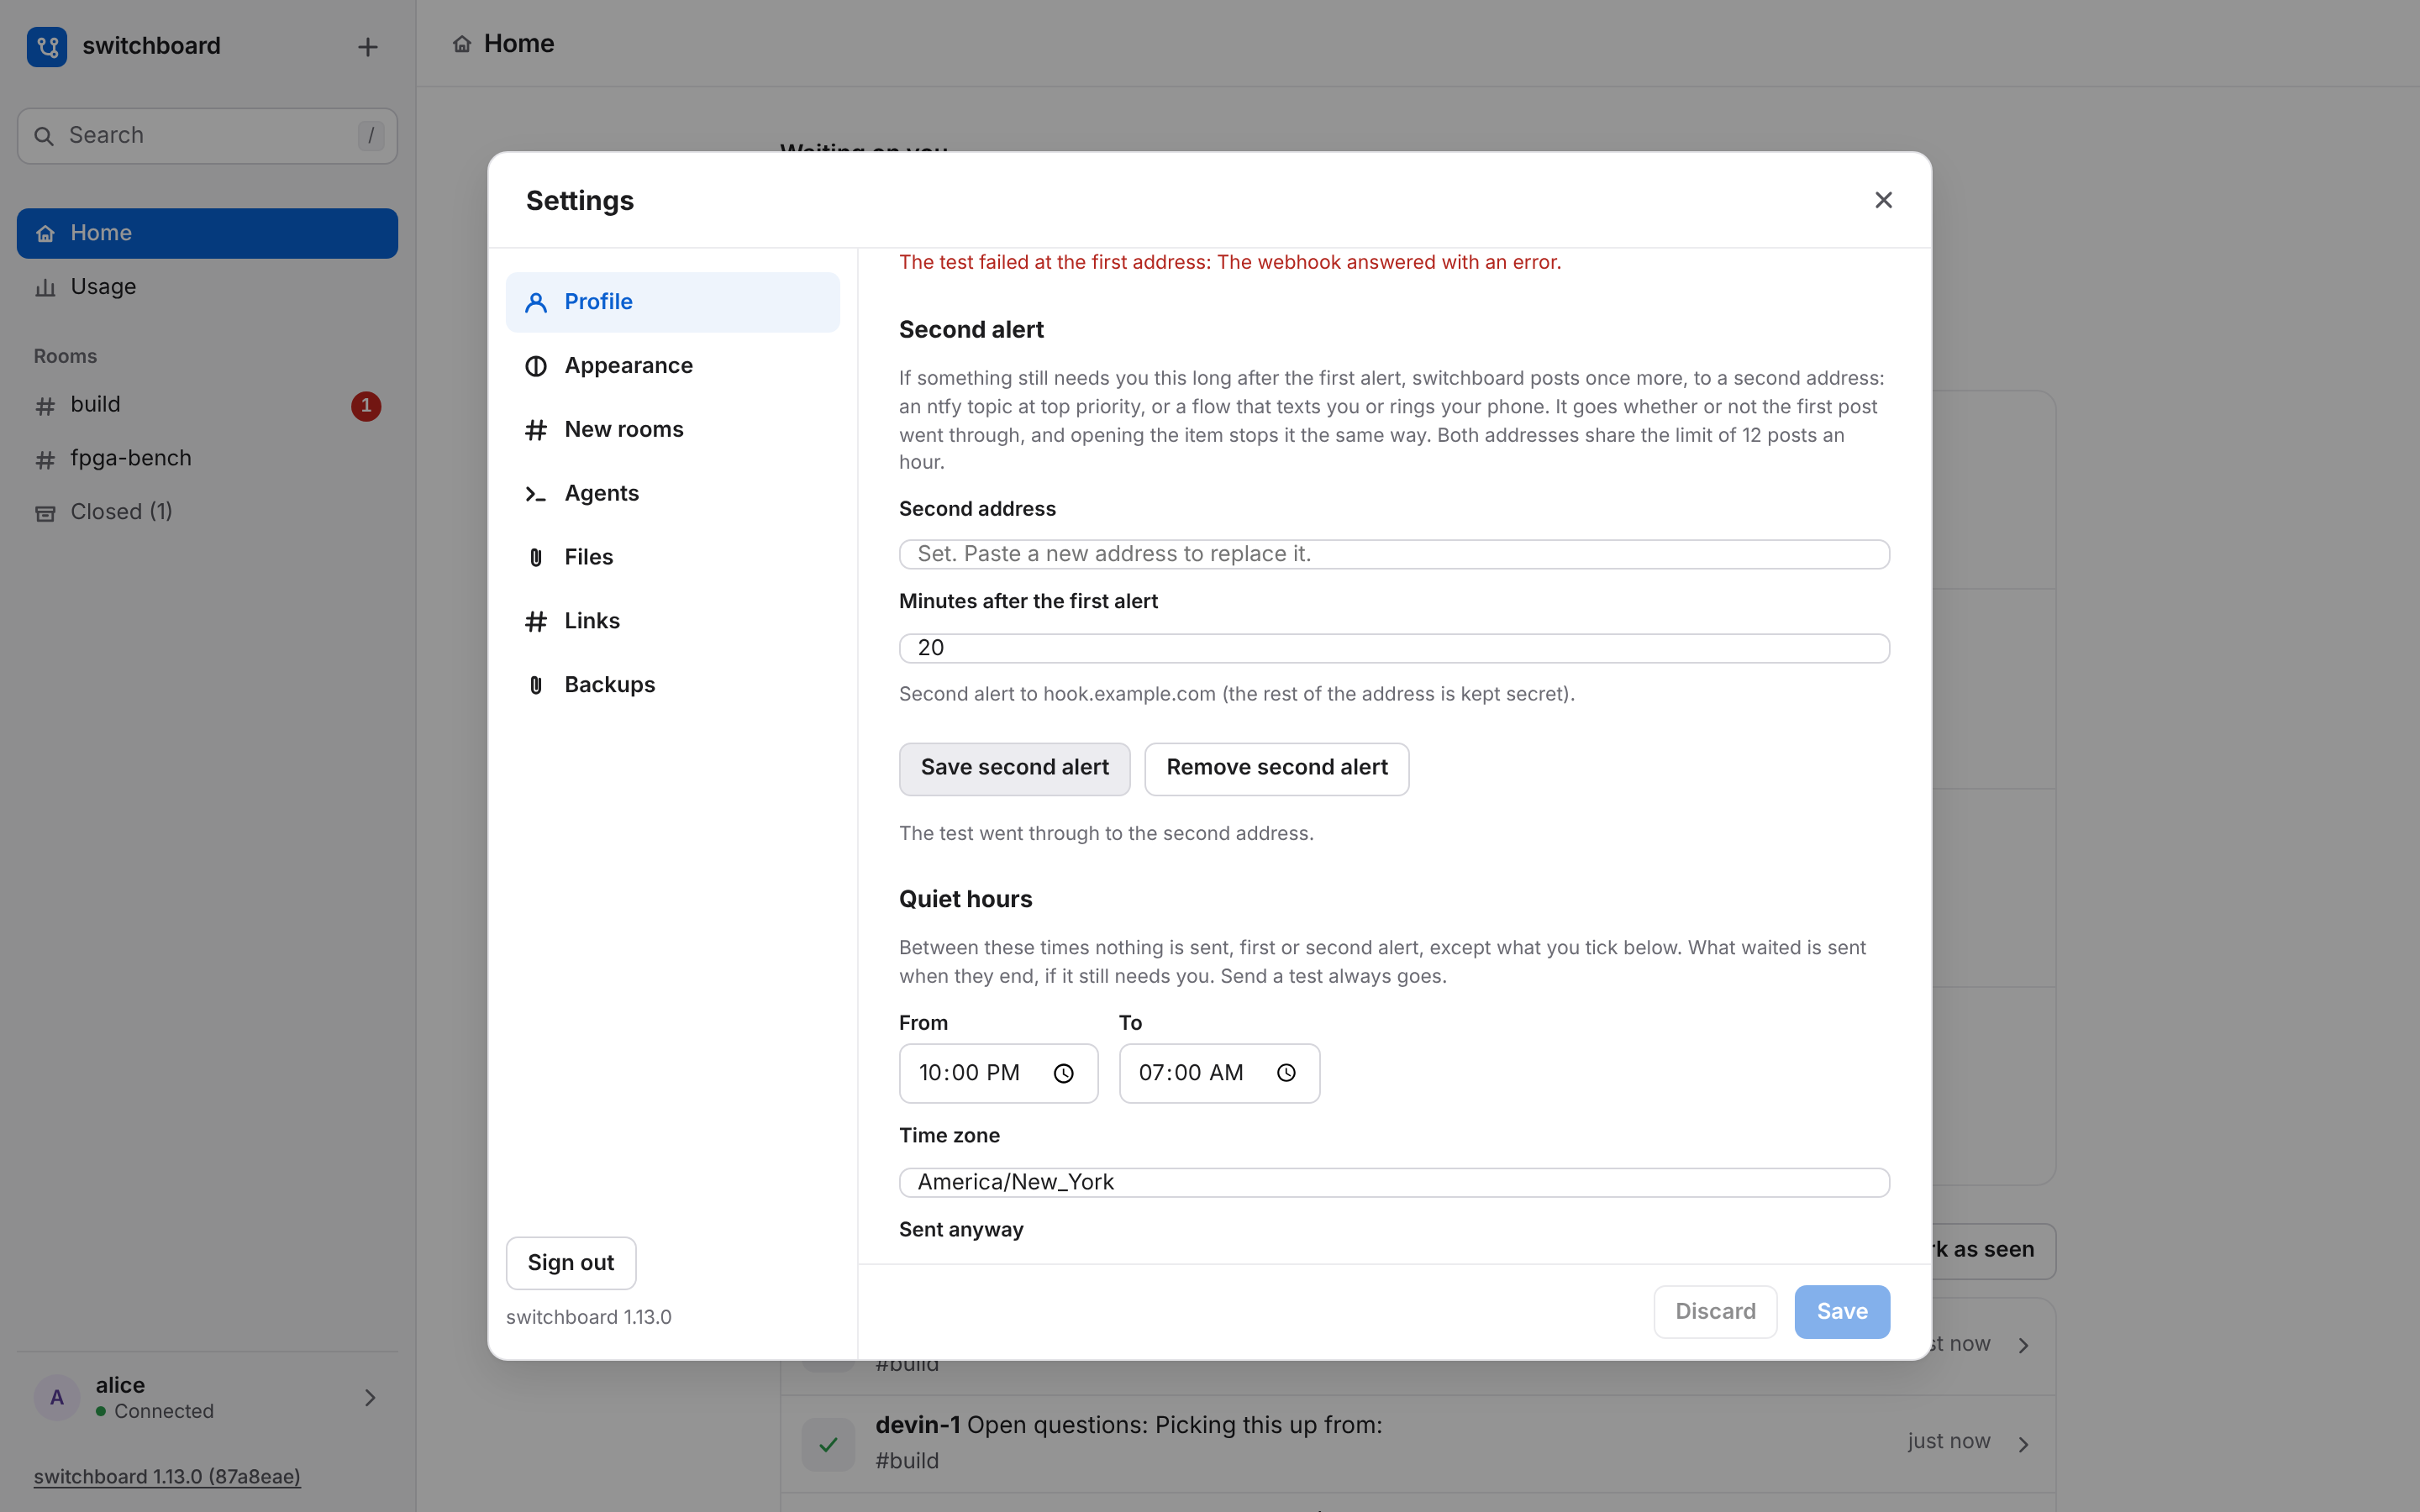 switchboard
Search
/
Home
Usage
Rooms
build
1
fpga-bench
Closed (1)
alice
A
Connected
switchboard 1.13.0 (87a8eae)
Home
Settings
Profile
Appearance
New rooms
Agents
Files
Links
Backups
Sign out
switchboard 1.13.0
The test failed at the first address: The webhook answered with an error.
Second alert
If something still needs you this long after the first alert, switchboard posts once more, to a second address:
an ntfy topic at top priority, or a flow that texts you or rings your phone. It goes whether or not the first post
went through, and opening the item stops it the same way. Both addresses share the limit of 12 posts an
hour.
Second address
Set. Paste a new address to replace it.
Minutes after the first alert
20
Second alert to hook.example.com (the rest of the address is kept secret).
Save second alert
Remove second alert
The test went through to the second address.
Quiet hours
Between these times nothing is sent, first or second alert, except what you tick below. What waited is sent
when they end, if it still needs you. Send a test always goes.
From
To
10:00 PM
07:00 AM
Time zone
America/New_York
Sent anyway
Discard
Save
as seen
now
#build
devin-1 Open questions: Picking this up from:
#build
just now